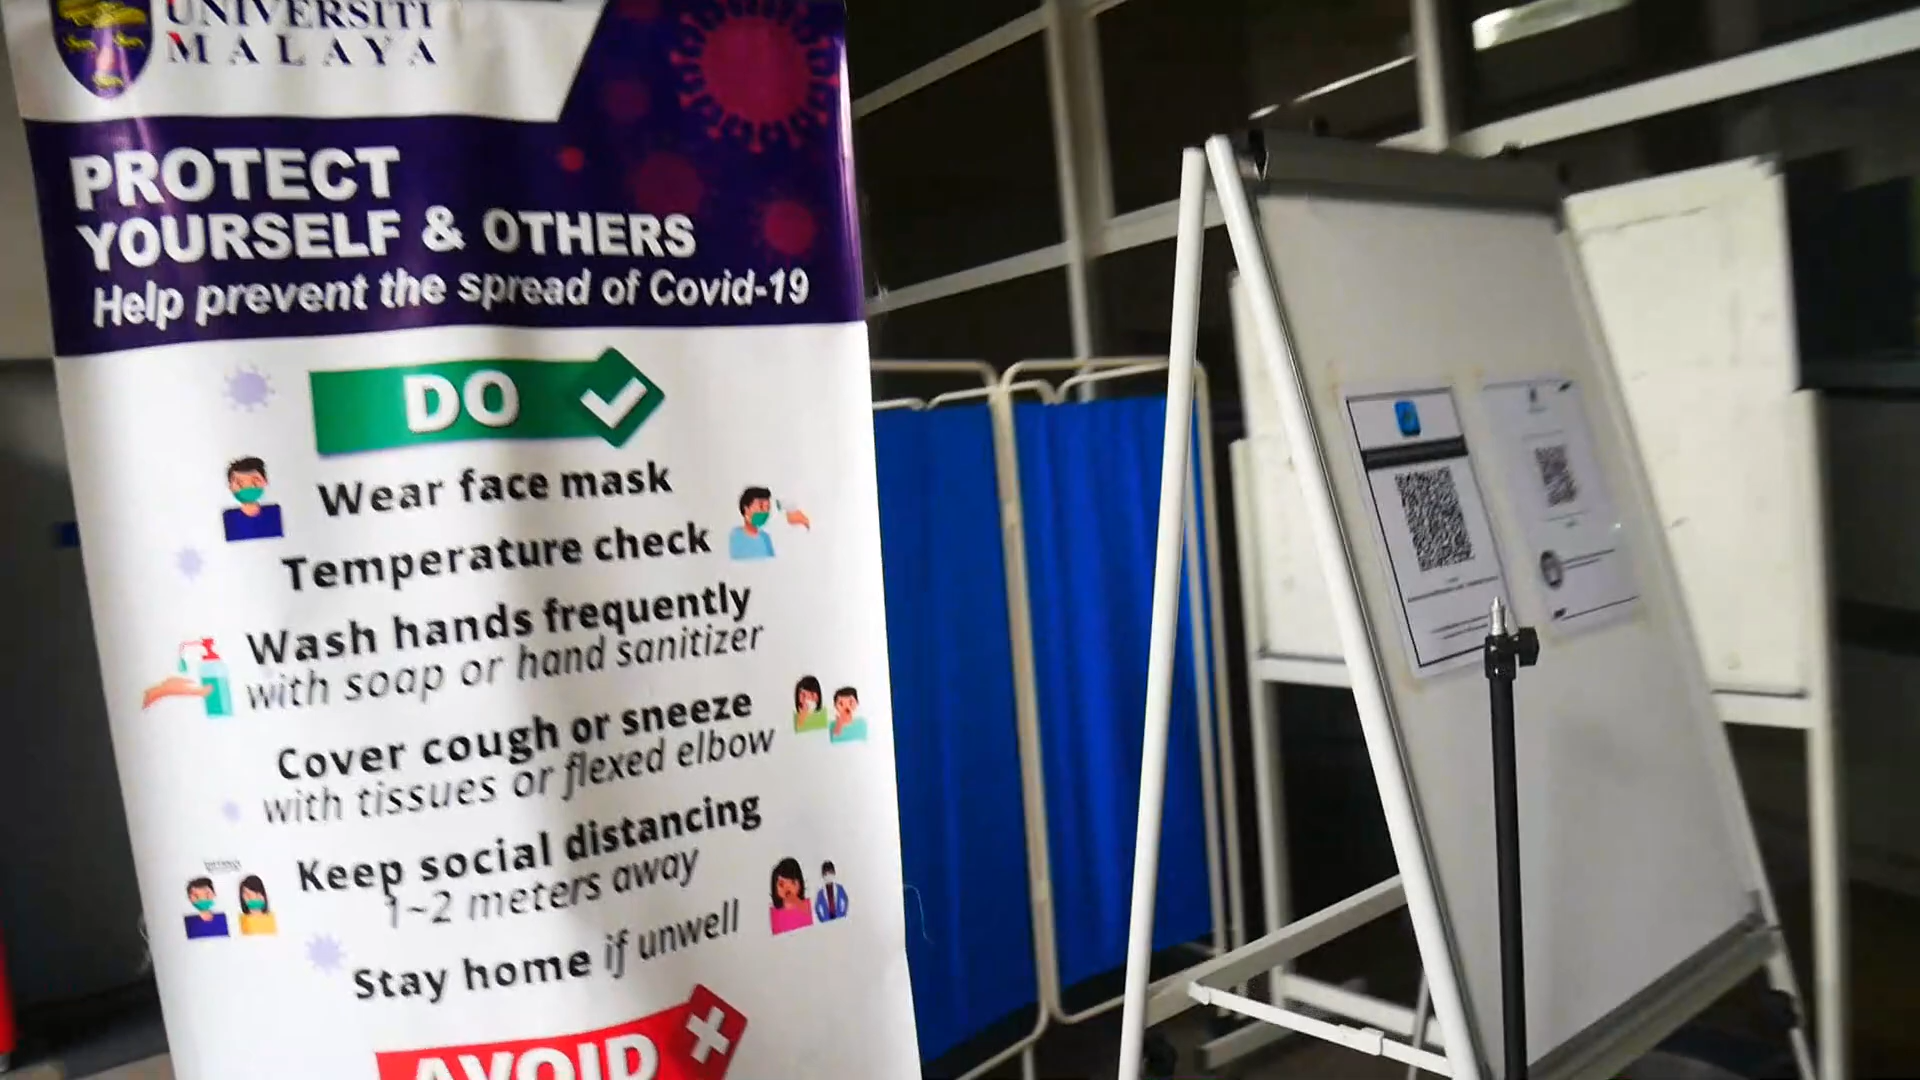 UNIVERSITI
MALAYA
PROTECT
YOURSELF & OTHERS
Help prevent the spread of Covid-19
DO
Wear face mask
Temperature check
Wash hands frequently
with soap or hand sanitizer
Cover cough or sneeze
with tissues or flexed elbow
Keep social distancing
1~2 meters away
Stay home if unwell
AVOID